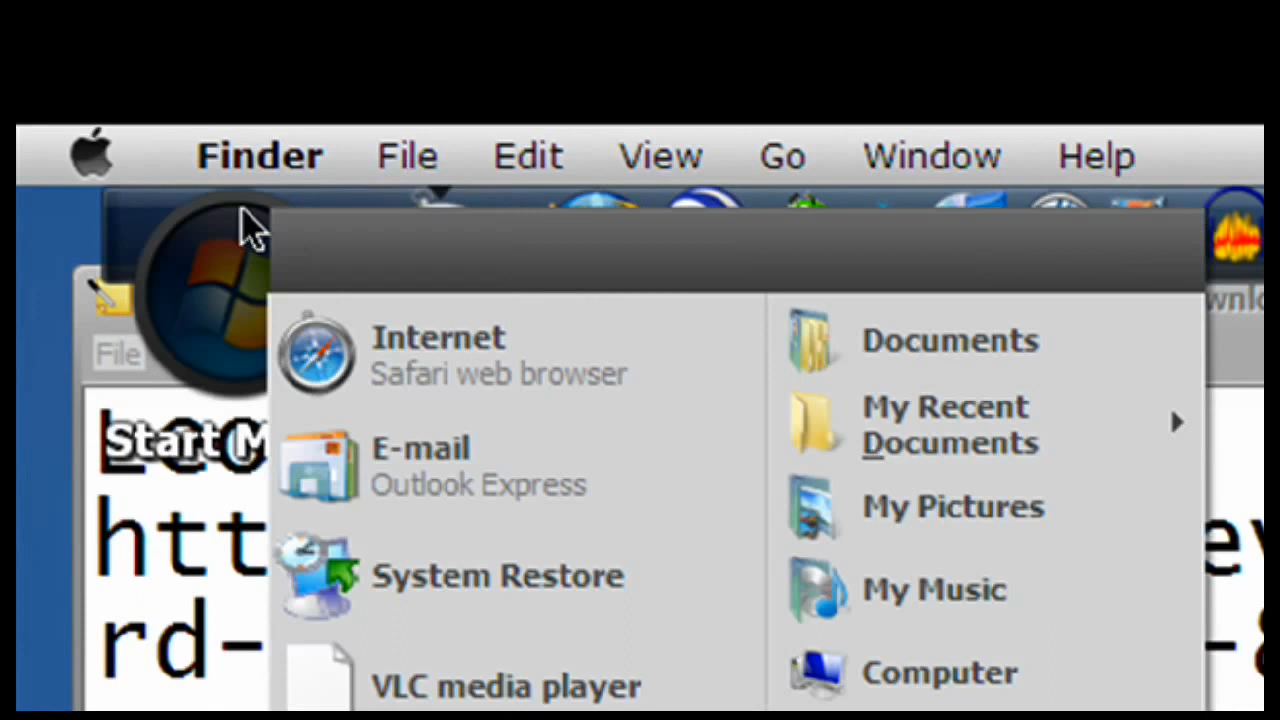 Finder File Edit View Go Window Help
File
Start M
Internet
Safari web browser
E-mail
Outlook Express
System Restore
VLC media player
Documents
My Recent
Documents
My Pictures
My Music
Computer
htt
rd-